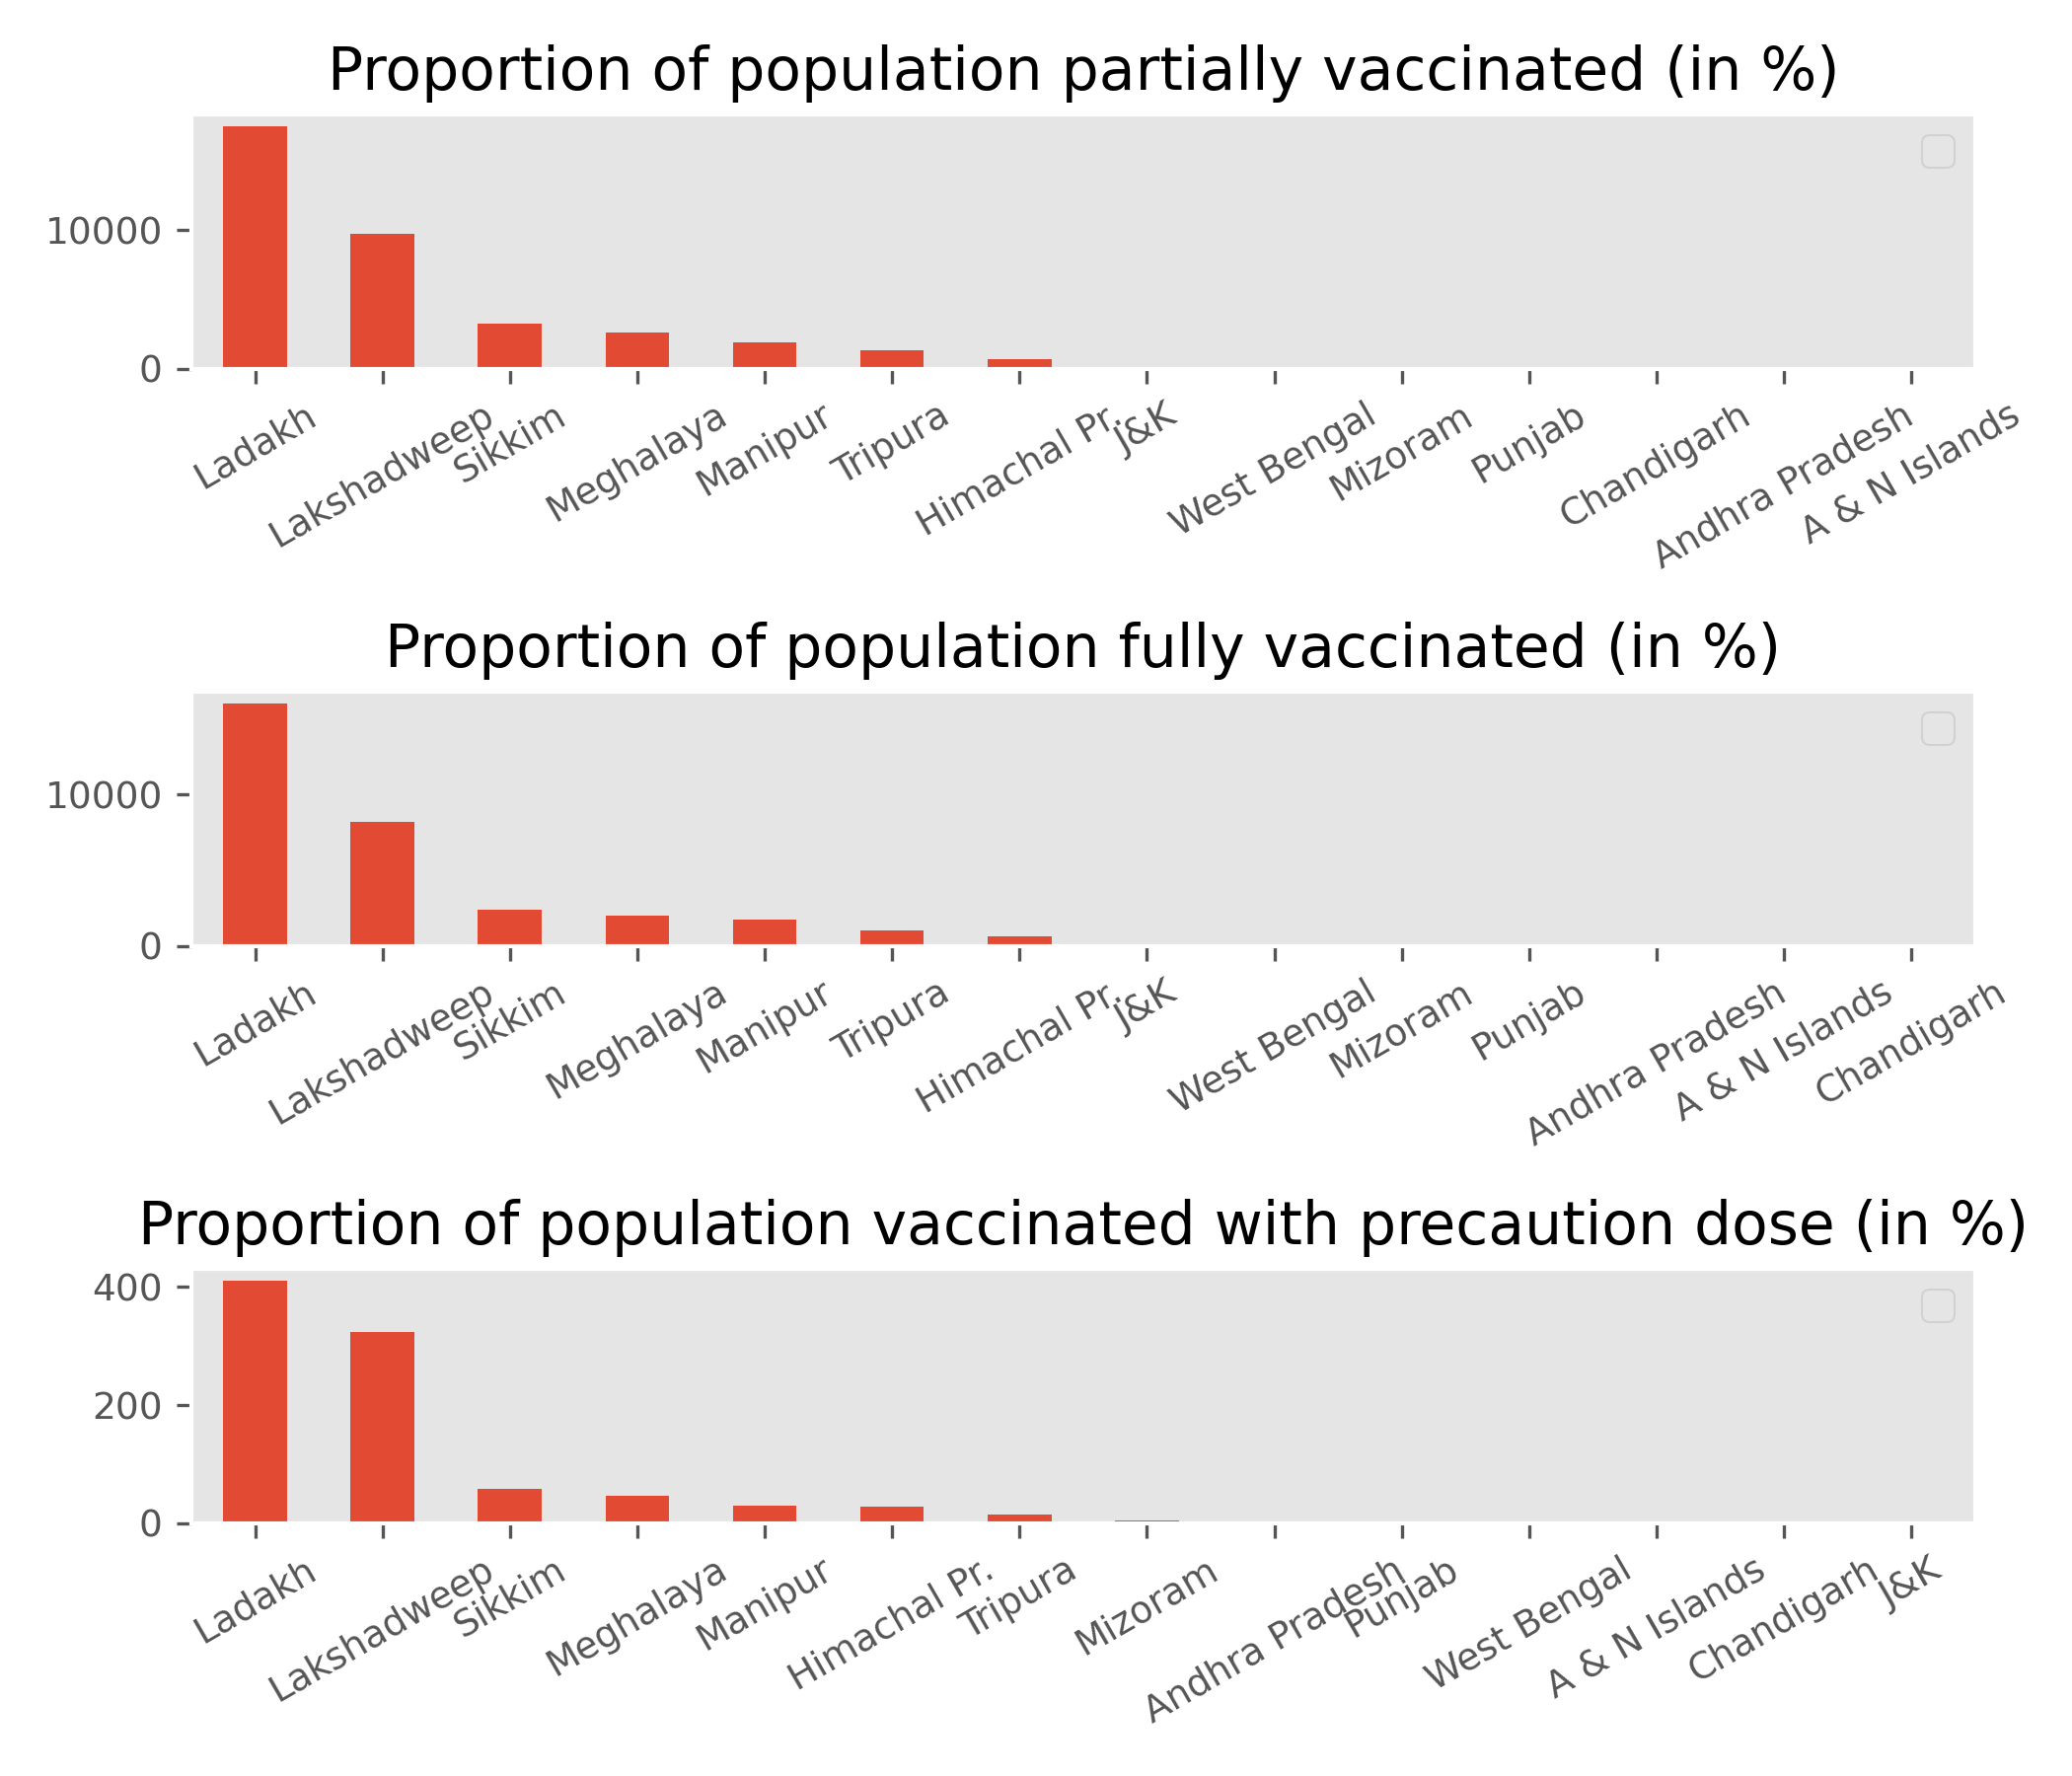 Proportion of population partially vaccinated (in %)
10000
0
Ladakh
Lakshadweep
Sikkim
Meghalaya
Manipur
Tripura
Himachal Pr.
J&K
West Bengal
Mizoram
Punjab
Chandigarh
Andhra Pradesh
A & N Islands
Proportion of population fully vaccinated (in %)
10000
0
Ladakh
Lakshadweep
Sikkim
Meghalaya
Manipur
Tripura
Himachal Pr.
J&K
West Bengal
Mizoram
Punjab
Andhra Pradesh
A & N Islands
Chandigarh
Proportion of population vaccinated with precaution dose (in %)
400
200
0
Ladakh
Lakshadweep
Sikkim
Meghalaya
Manipur
Himachal Pr.
Tripura
Mizoram
Andhra Pradesh
Punjab
West Bengal
A & N Islands
Chandigarh
J&K